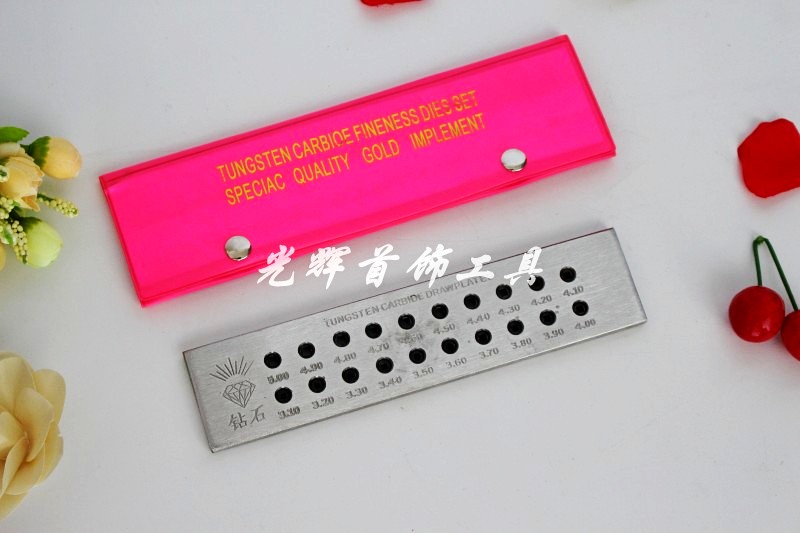 TUNGSTEN CARBIOE FINENESS DIES SET
SPECIAC QUALITY GOLD IMPLEMENT
光辉首饰工具
TUNGSTEN CARBIDE DRAWPLATE
5.00 4.90 4.80 4.70 4.60 4.50 4.40 4.30 4.20 4.10
3.10 3.20 3.30 3.40 3.50 3.60 3.70 3.80 3.90 4.00
钻石